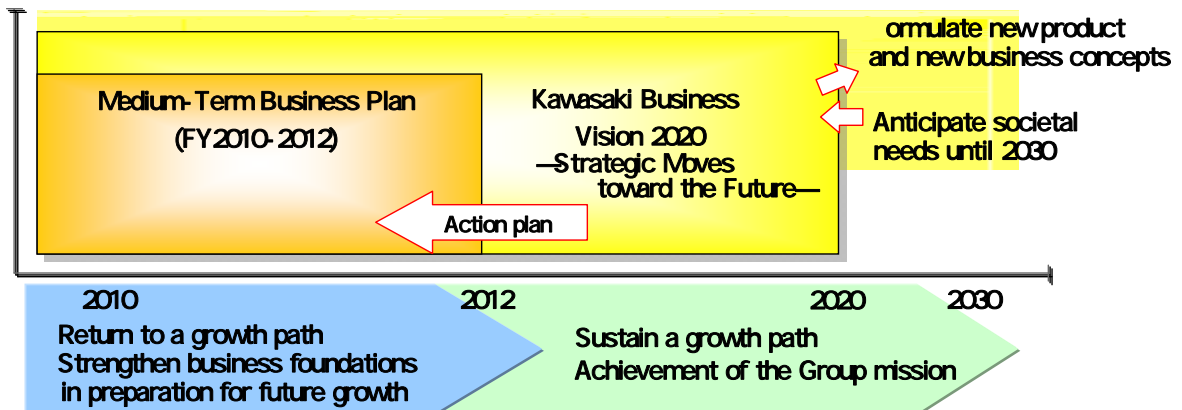 ormulate new product
and new business concepts
Medium-Term Business Plan
(FY2010-2012)
Kawasaki Business
Vision 2020
—Strategic Moves
toward the Future—
Anticipate societal
needs until 2030
Action plan
2010
2012
2020
2030
Return to a growth path
Strengthen business foundations
in preparation for future growth
Sustain a growth path
Achievement of the Group mission